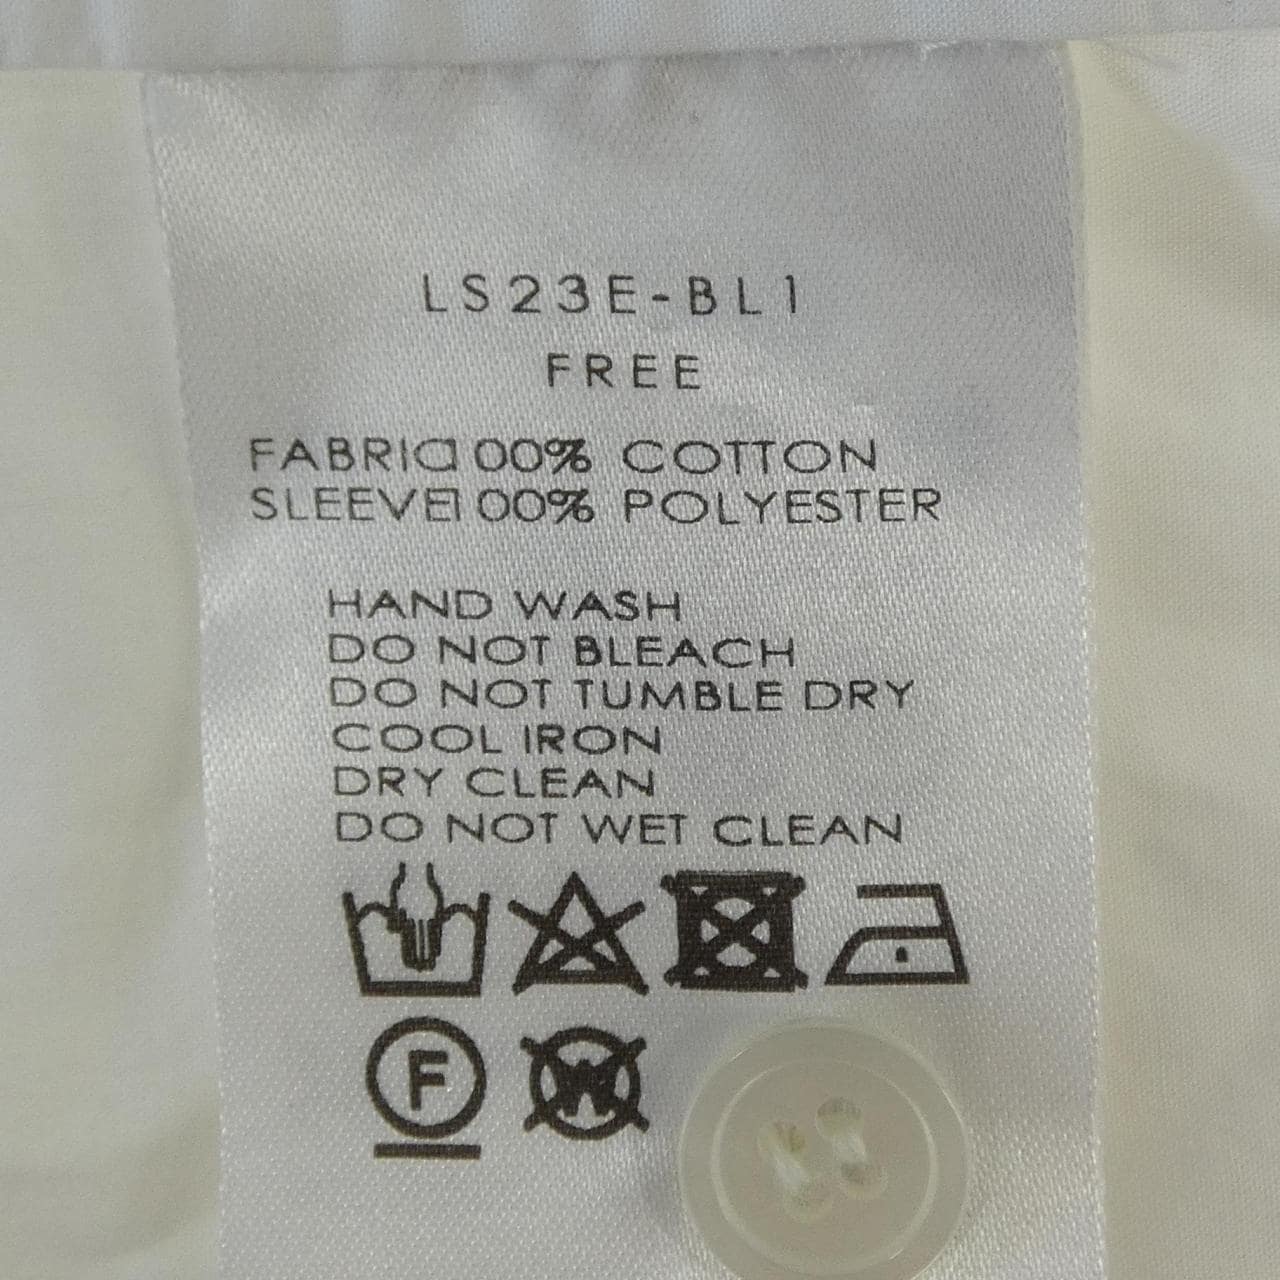 LS23E-BL1
FREE
FABRIC100% COTTON
SLEEVE100% POLYESTER
HAND WASH
DO NOT BLEACH
DO NOT TUMBLE DRY
COOL IRON
DRY CLEAN
DO NOT WET CLEAN
F W